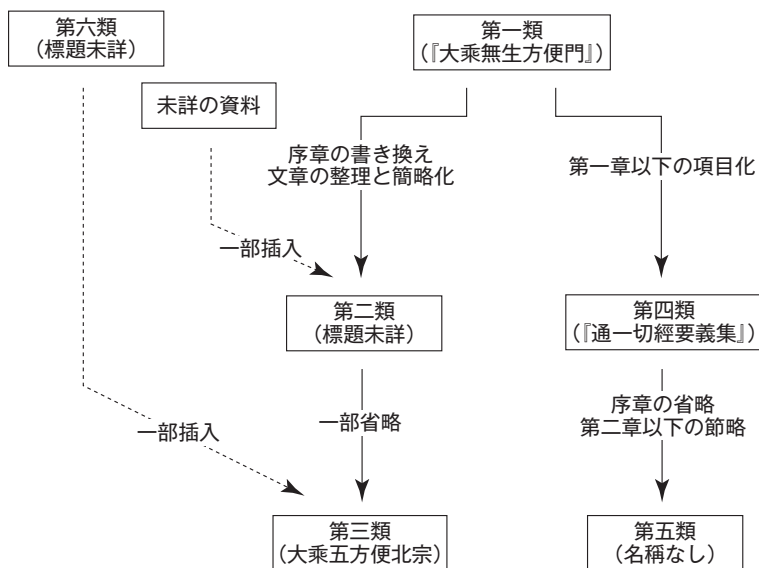 第六類
（標題未詳）
第一類
（『大乘無生方便門』）
未詳の資料
序章の書き換え
文章の整理と簡略化
第一章以下の項目化
一部插入
第二類
（標題未詳）
第四類
（『通一切經要義集』）
一部省略
序章の省略
第二章以下の節略
一部插入
第三類
（大乘五方便北宗）
第五類
（名稱なし）